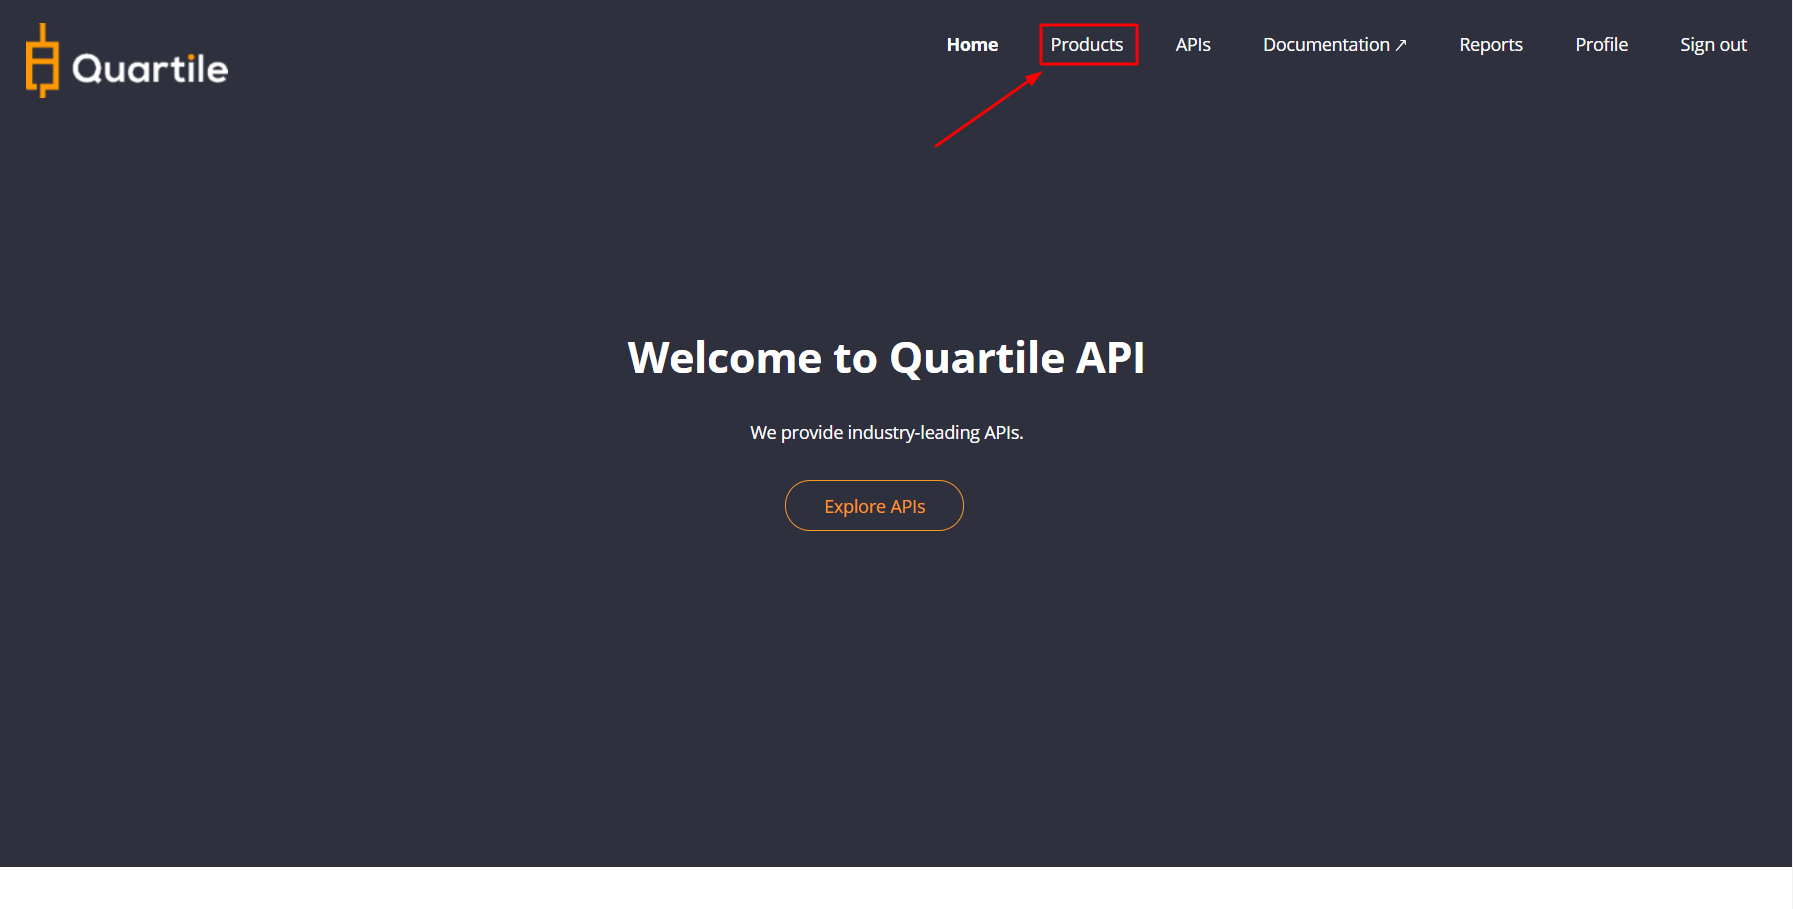 Quartile
Home Products APIs Documentation ↗ Reports Profile Sign out
Welcome to Quartile API
We provide industry-leading APIs.
Explore APIs